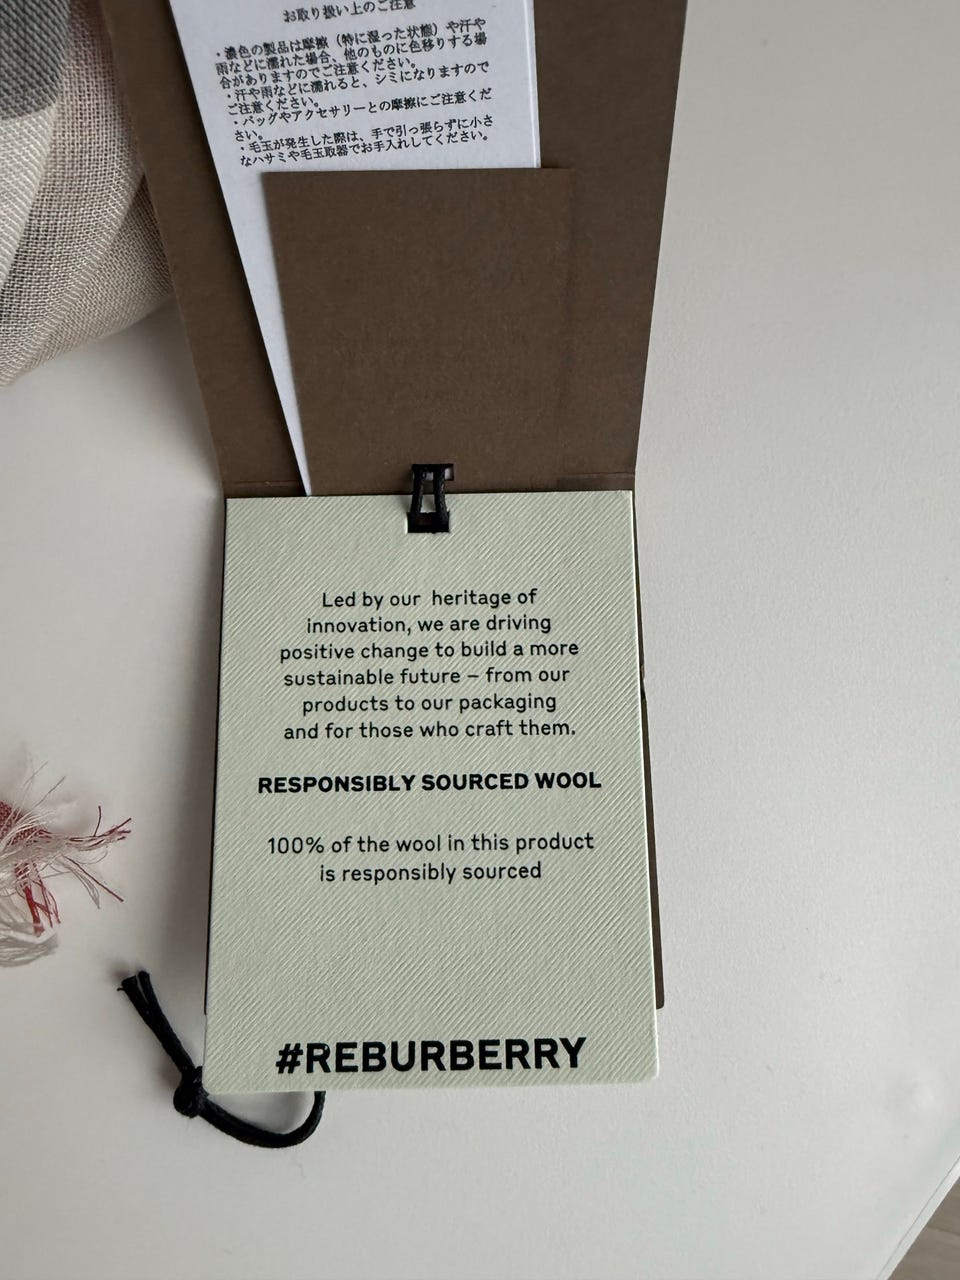 お取り扱い上のご注意
・濃色の製品は摩擦（特に湿った状態）や汗や
雨などに濡れた場合、他のものに色移りする場
合がありますのでご注意ください。
・汗や雨などに濡れると、シミになりますので
ご注意ください。
・バッグやアクセサリーとの摩擦にご注意くだ
さい。
・毛玉が発生した際は、手で引っ張らずに小さ
なハサミや毛玉取器でお手入れしてください。
Led by our heritage of
innovation, we are driving
positive change to build a more
sustainable future – from our
products to our packaging
and for those who craft them.
RESPONSIBLY SOURCED WOOL
100% of the wool in this product
is responsibly sourced
#REBURBERRY